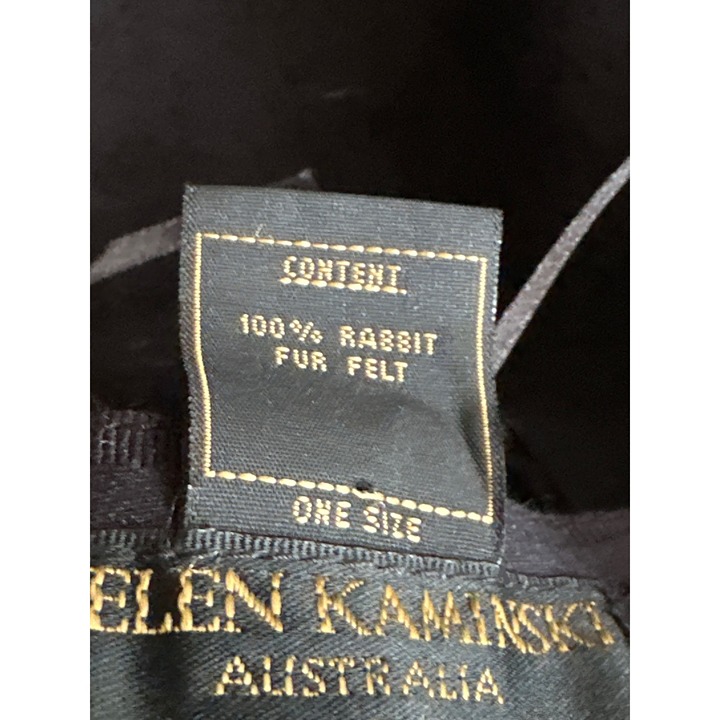 CONTENT
100% RABBIT
FUR FELT
ONE SIZE
ELEN KAMINSKI
AUSTRALIA